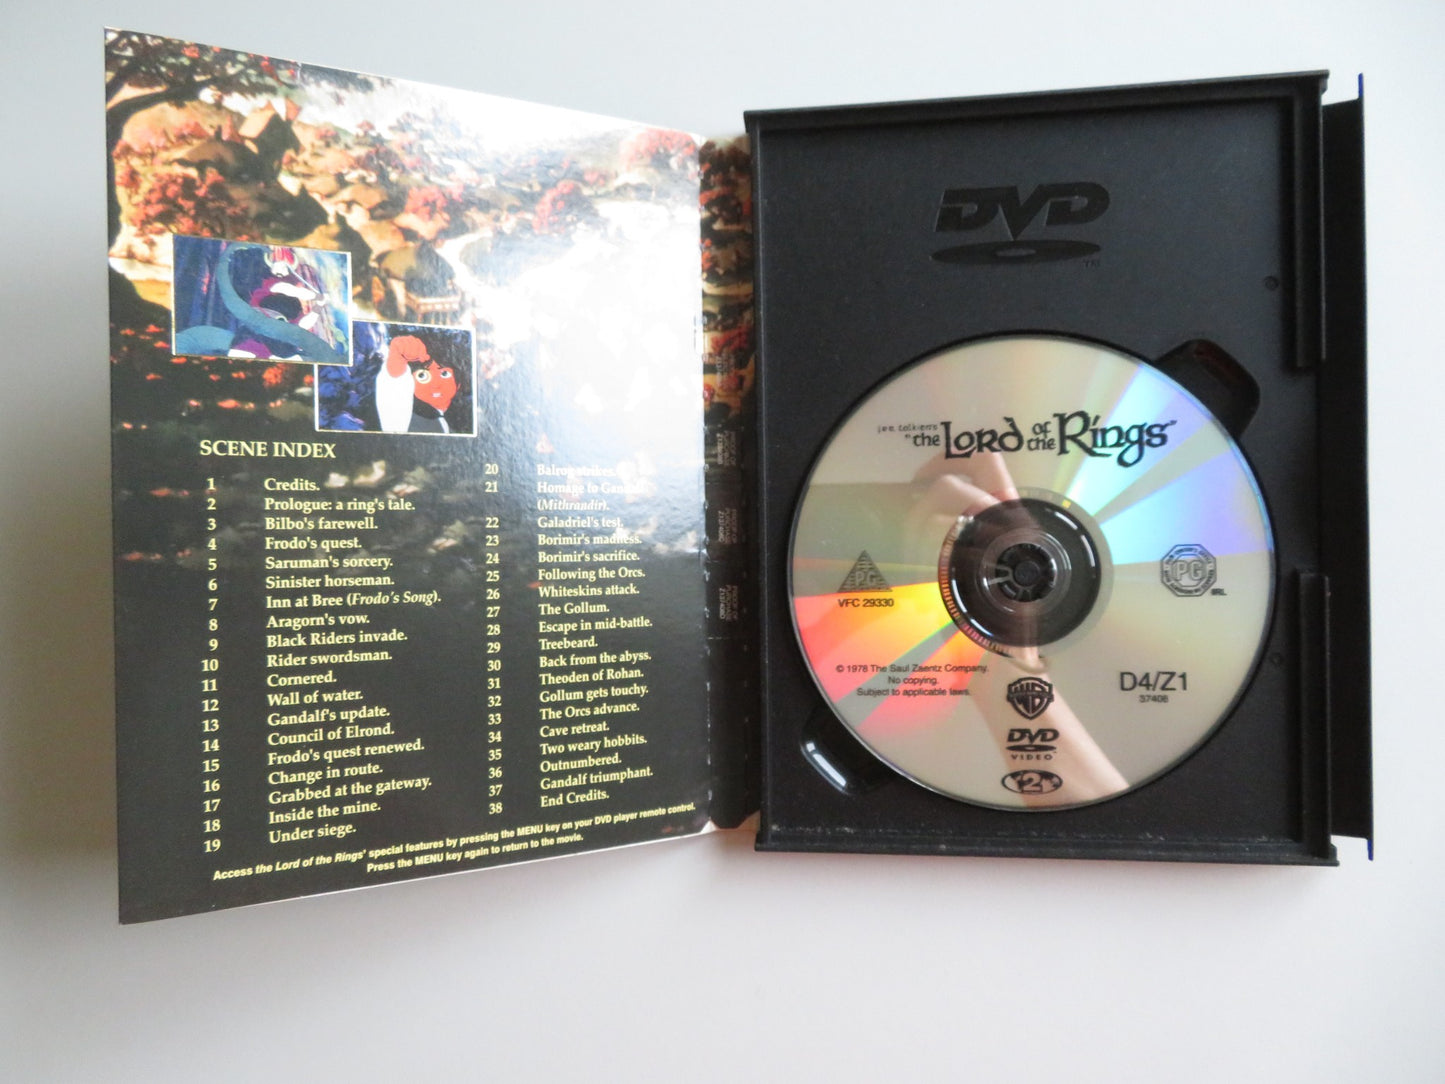 SCENE INDEX
1 Credits.
2 Prologue: a ring's tale.
3 Bilbo's farewell.
4 Frodo's quest.
5 Saruman's sorcery.
6 Sinister horseman.
7 Inn at Bree (Frodo's Song).
8 Aragorn's vow.
9 Black Riders invade.
10 Rider swordsman.
11 Cornered.
12 Wall of water.
13 Gandalf's update.
14 Council of Elrond.
15 Frodo's quest renewed.
16 Change in route.
17 Grabbed at the gateway.
18 Inside the mine.
19 Under siege.
20 Balrog strikes.
21 Homage to Gandalf
(Mithrandir).
22 Galadriel's test.
23 Borimir's madness.
24 Borimir's sacrifice.
25 Following the Orcs.
26 Whiteskins attack.
27 The Gollum.
28 Escape in mid-battle.
29 Treebeard.
30 Back from the abyss.
31 Theoden of Rohan.
32 Gollum gets touchy.
33 The Orcs advance.
34 Cave retreat.
35 Two weary hobbits.
36 Outnumbered.
37 Gandalf triumphant.
38 End Credits.
Access the Lord of the Rings' special features by pressing the MENU key on your DVD player remote control.
Press the MENU key again to return to the movie.
PROOF OF
PURCHASE
DVD
j.r.r. tolkien's
"the Lord of the Rings"
PG
VFC 29330
PG
IRL
© 1978 The Saul Zaentz Company.
No copying.
Subject to applicable laws.
WB
D4/Z1
37408
DVD
VIDEO
2